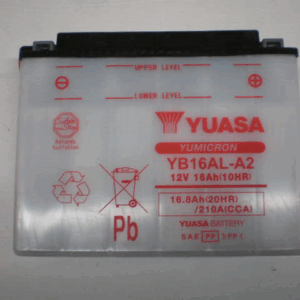 UPPER LEVEL
LOWER LEVEL
YUASA
YUMICRON
YB16AL-A2
12V 16Ah(10HR)
16.8Ah(20HR)
/210A(CCA)
Pb
YUASA BATTERY